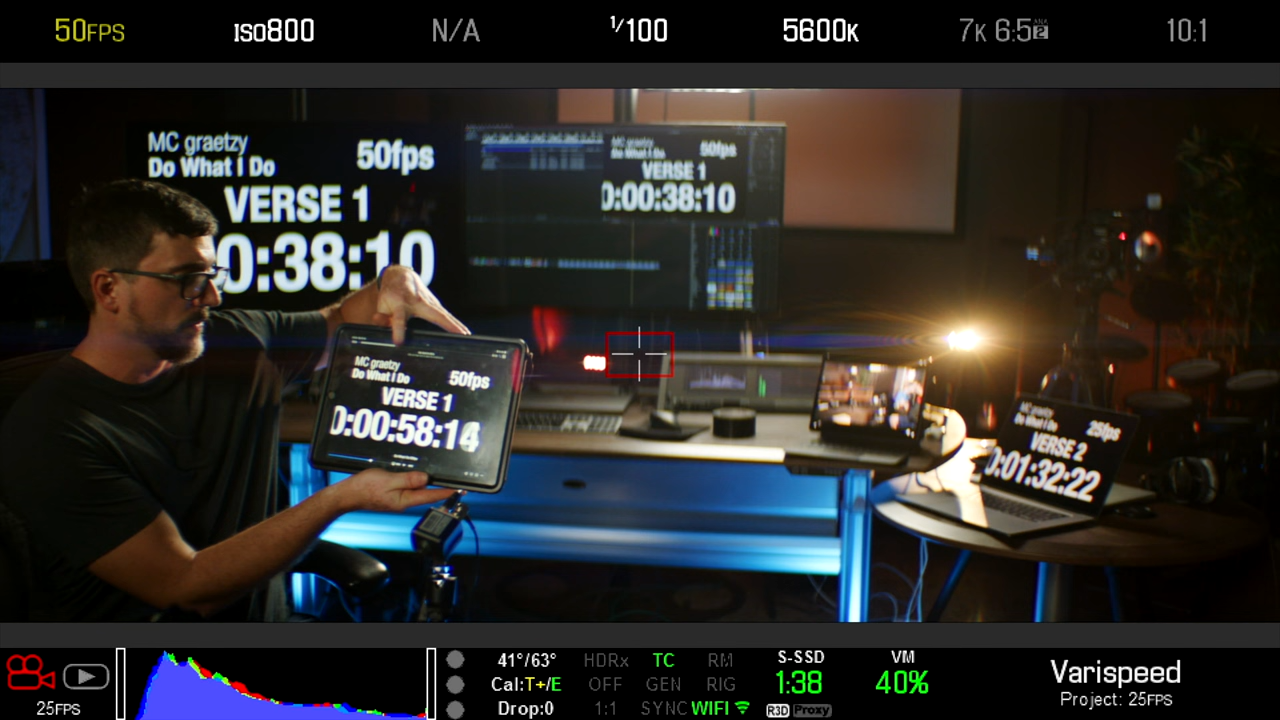 50FPS
ISO800
N/A
1/100
5600K
7K 6:5 ANA 2
10:1
MC graetzy
Do What I Do
50fps
VERSE 1
0:38:10
MC graetzy
Do What I Do
50fps
VERSE 1
0:00:38:10
MC graetzy
Do What I Do
50fps
VERSE 1
0:00:58:14
MC graetzy
25fps
VERSE 2
0:01:32:22
25FPS
41°/63°
HDRx
TC
RM
S-SSD
VM
Cal:T+/E
OFF
GEN
RIG
1:38
40%
Drop:0
1:1
SYNC
WIFI
R3D
Proxy
Varispeed
Project: 25FPS